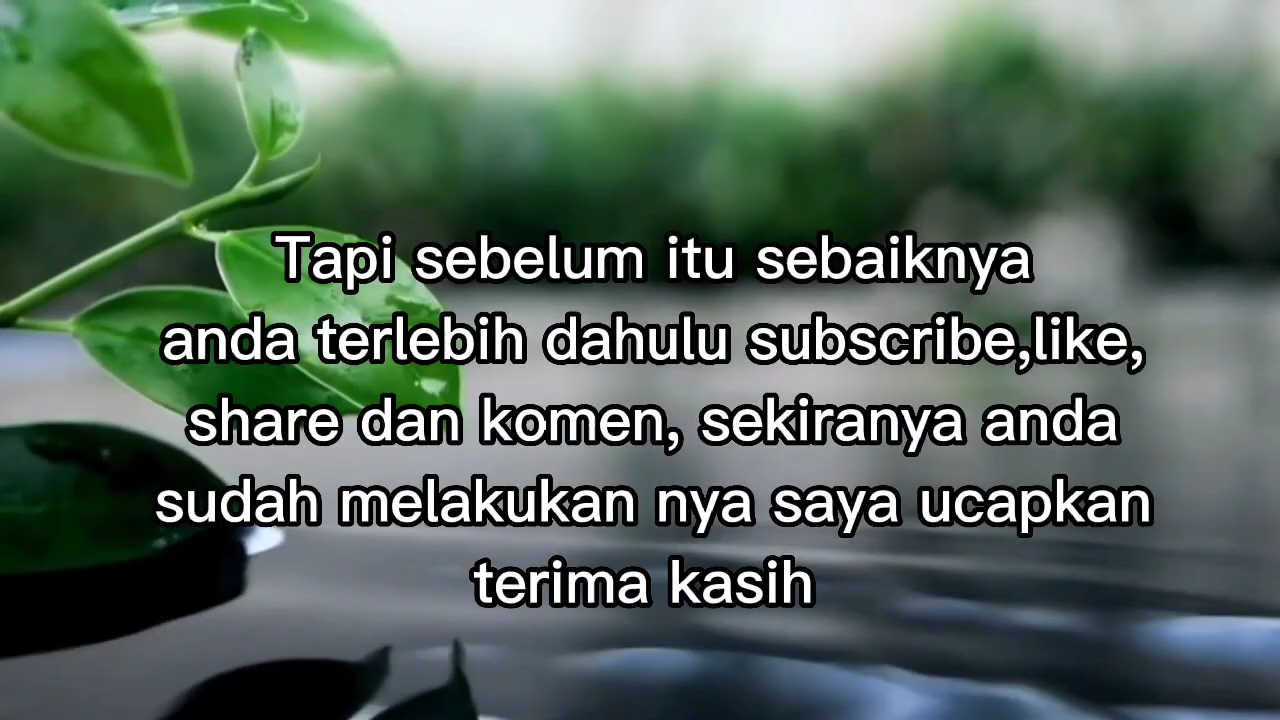 Tapi sebelum itu sebaiknya
anda terlebih dahulu subscribe,like,
share dan komen, sekiranya anda
sudah melakukan nya saya ucapkan
terima kasih